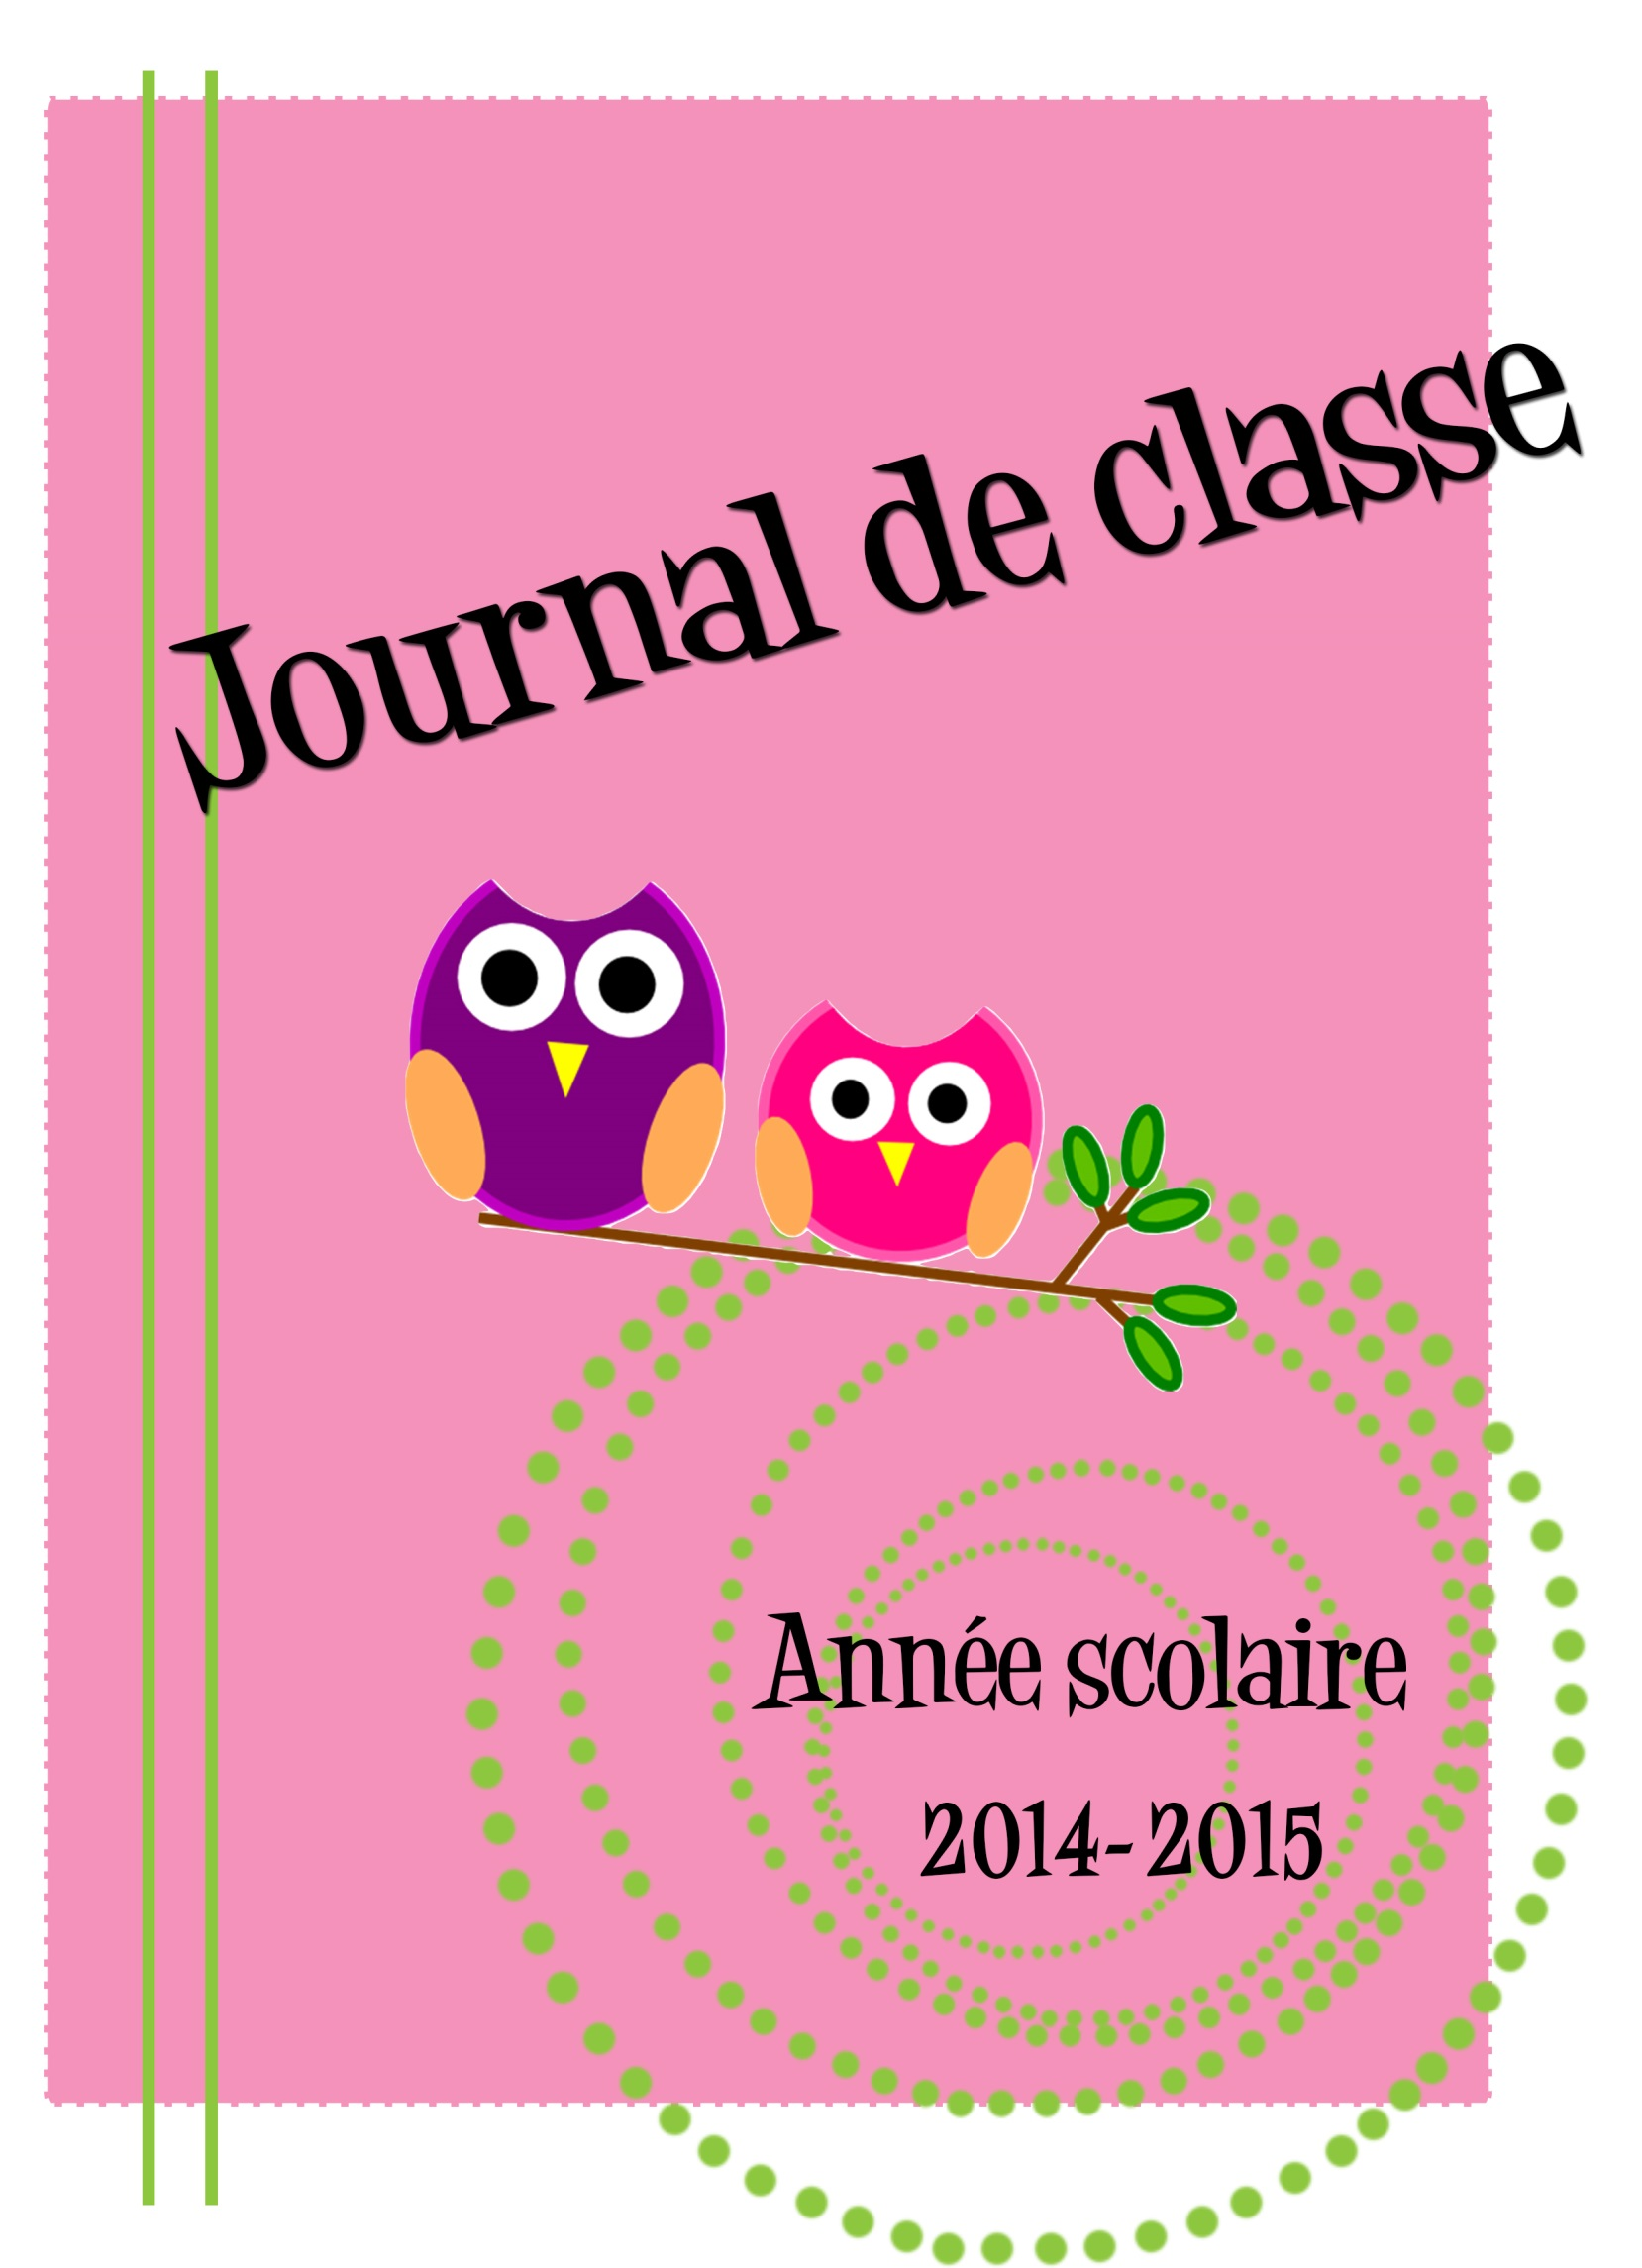 Journal de classe
Année scolaire
2014- 2015